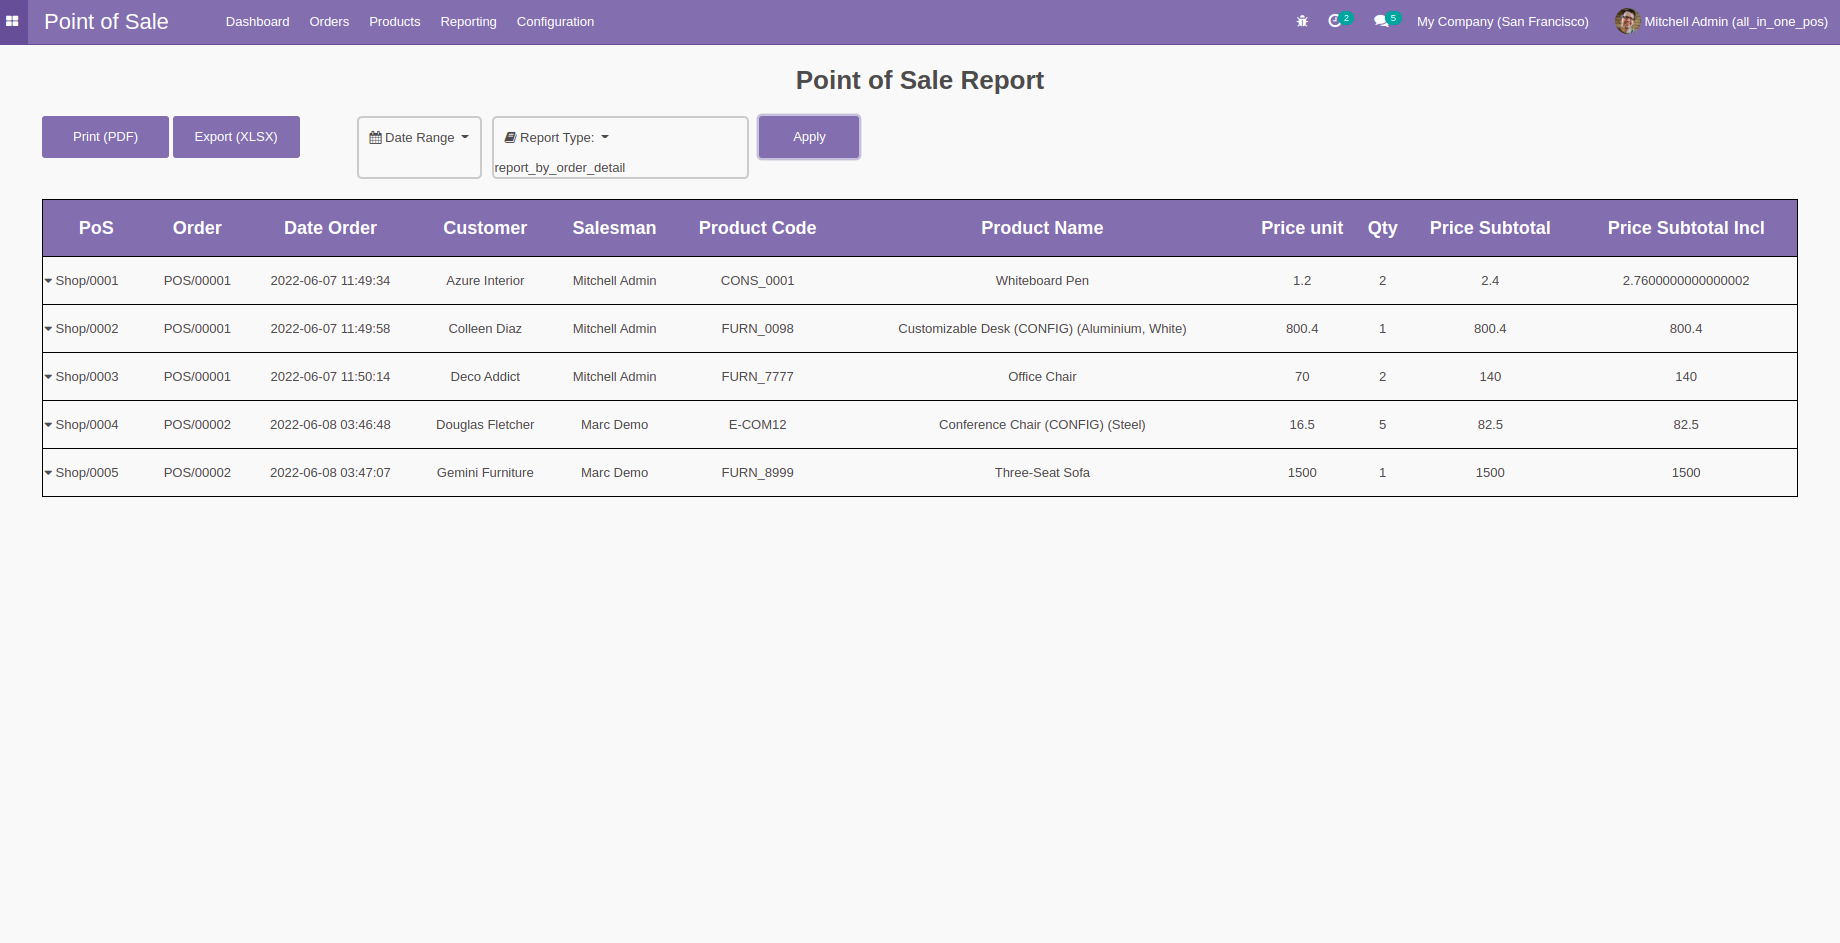 Point of Sale Dashboard Orders Products Reporting Configuration 2 5 My Company (San Francisco) Mitchell Admin (all_in_one_pos)
Point of Sale Report
Print (PDF) Export (XLSX) Date Range Report Type: Apply
report_by_order_detail
PoS Order Date Order Customer Salesman Product Code Product Name Price unit Qty Price Subtotal Price Subtotal Incl
Shop/0001 POS/00001 2022-06-07 11:49:34 Azure Interior Mitchell Admin CONS_0001 Whiteboard Pen 1.2 2 2.4 2.7600000000000002
Shop/0002 POS/00001 2022-06-07 11:49:58 Colleen Diaz Mitchell Admin FURN_0098 Customizable Desk (CONFIG) (Aluminium, White) 800.4 1 800.4 800.4
Shop/0003 POS/00001 2022-06-07 11:50:14 Deco Addict Mitchell Admin FURN_7777 Office Chair 70 2 140 140
Shop/0004 POS/00002 2022-06-08 03:46:48 Douglas Fletcher Marc Demo E-COM12 Conference Chair (CONFIG) (Steel) 16.5 5 82.5 82.5
Shop/0005 POS/00002 2022-06-08 03:47:07 Gemini Furniture Marc Demo FURN_8999 Three-Seat Sofa 1500 1 1500 1500